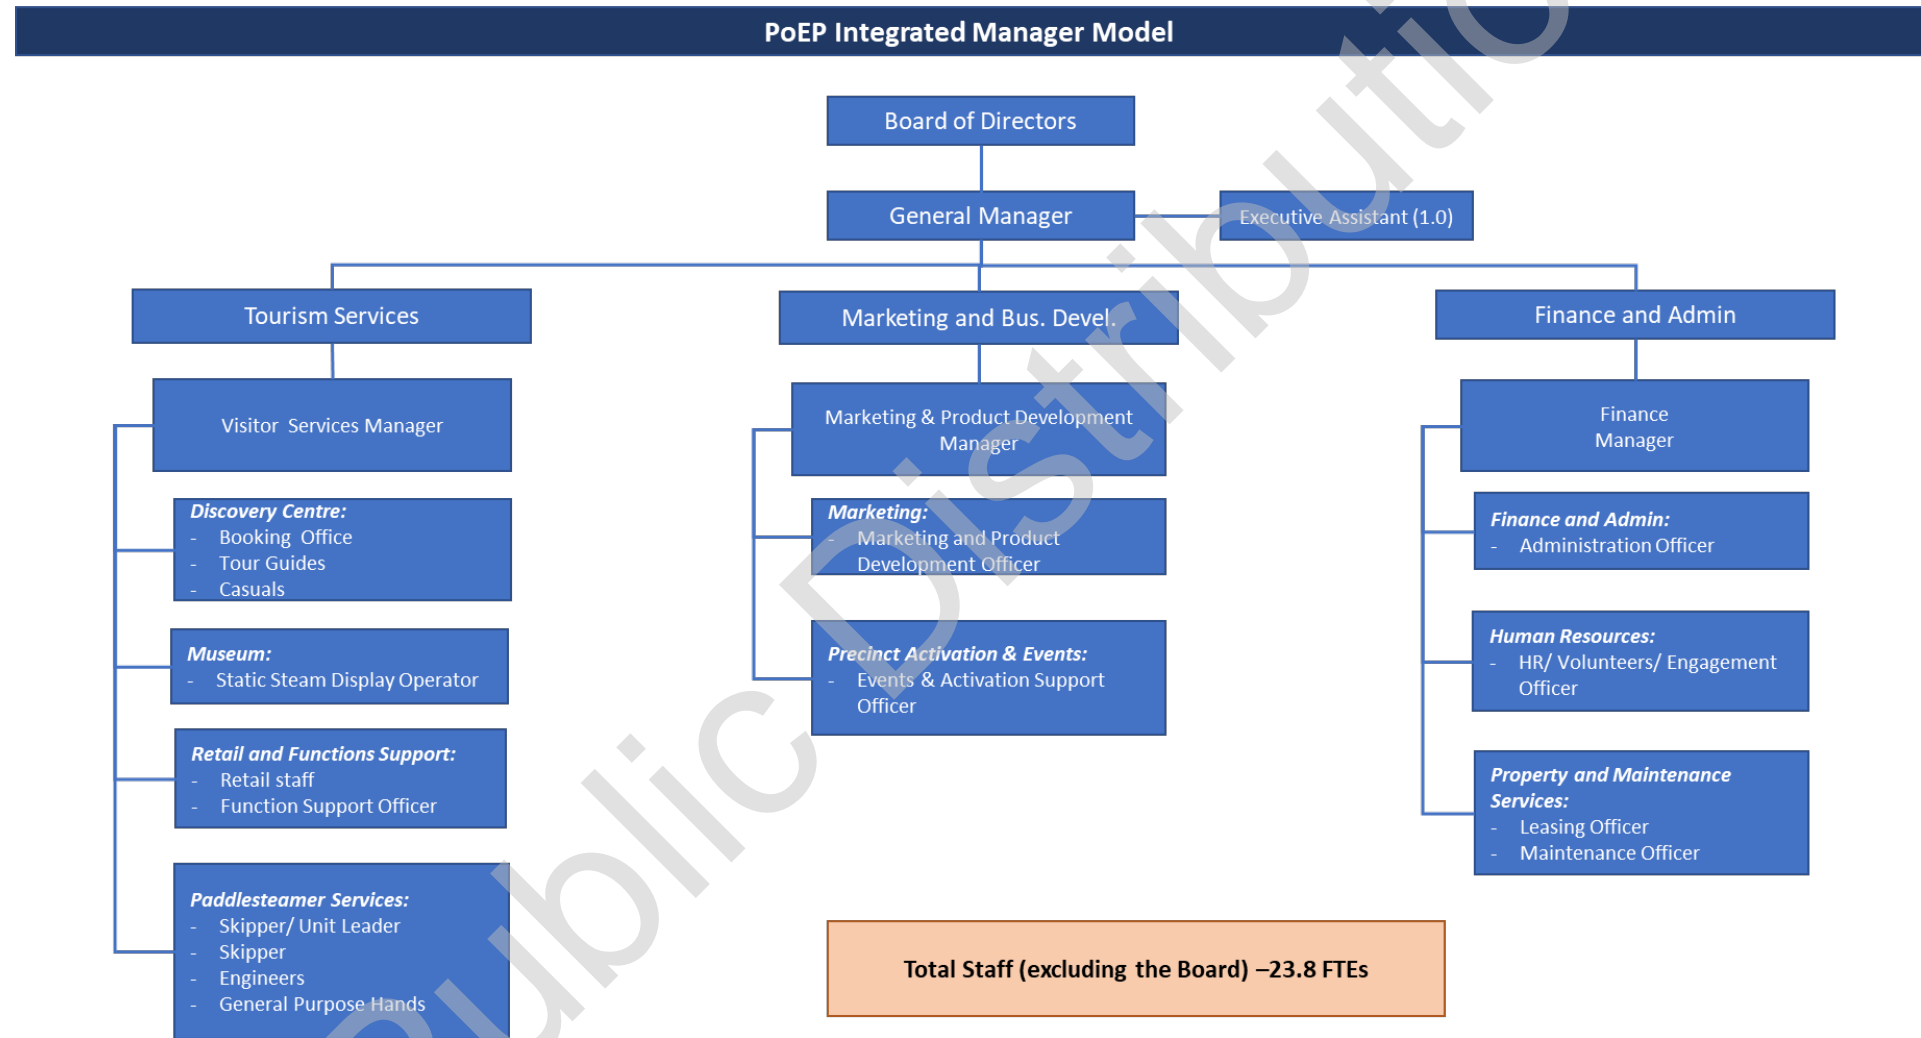 PoEP Integrated Manager Model
Board of Directors
General Manager
Executive Assistant (1.0)
Tourism Services
Marketing and Bus. Devel.
Finance and Admin
Visitor Services Manager
Discovery Centre:
- Booking Office
- Tour Guides
- Casuals
Museum:
- Static Steam Display Operator
Retail and Functions Support:
- Retail staff
- Function Support Officer
Paddlesteamer Services:
- Skipper/ Unit Leader
- Skipper
- Engineers
- General Purpose Hands
Marketing & Product Development
Manager
Marketing:
- Marketing and Product
Development Officer
Precinct Activation & Events:
- Events & Activation Support
Officer
Finance
Manager
Finance and Admin:
- Administration Officer
Human Resources:
- HR/ Volunteers/ Engagement
Officer
Property and Maintenance
Services:
- Leasing Officer
- Maintenance Officer
Total Staff (excluding the Board) –23.8 FTEs
Public Distributio